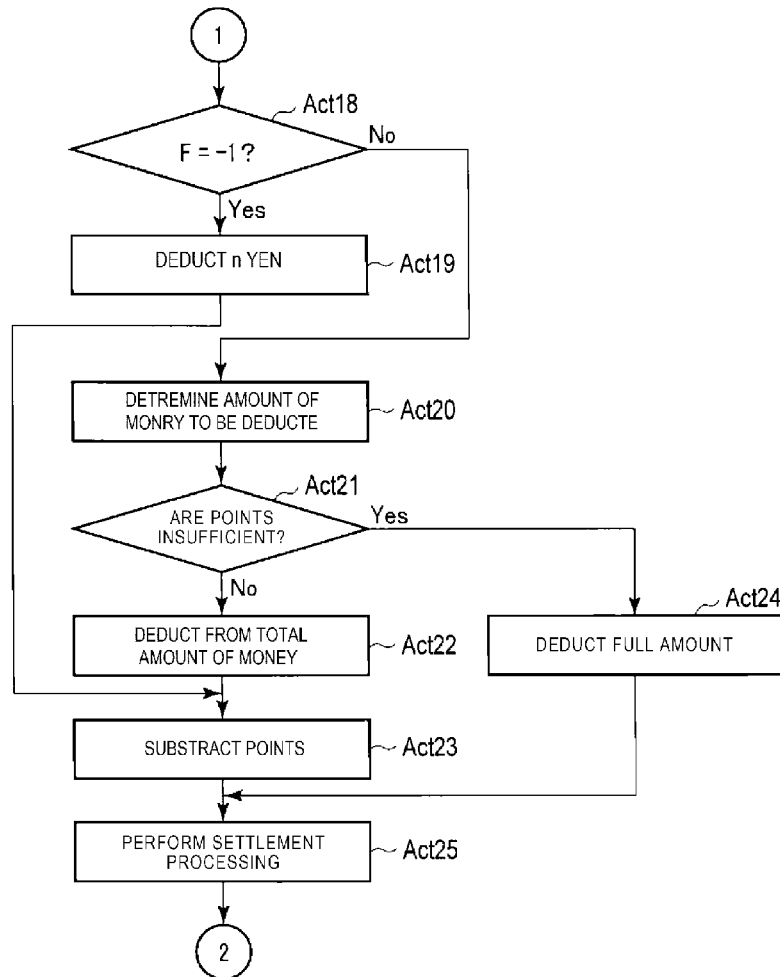 1
Act18
F = -1?
No
Yes
DEDUCT n YEN
Act19
DETREMINE AMOUNT OF
MONRY TO BE DEDUCTE
Act20
Act21
ARE POINTS
INSUFFICIENT?
Yes
No
Act24
DEDUCT FROM TOTAL
AMOUNT OF MONEY
Act22
DEDUCT FULL AMOUNT
SUBSTRACT POINTS
Act23
PERFORM SETTLEMENT
PROCESSING
Act25
2